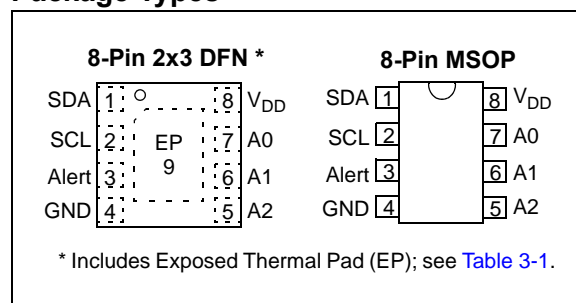 Package Types
8-Pin 2x3 DFN *
SDA 1 8 VDD
SCL 2 EP 7 A0
Alert 3 9 6 A1
GND 4 5 A2
8-Pin MSOP
SDA 1 8 VDD
SCL 2 7 A0
Alert 3 6 A1
GND 4 5 A2
* Includes Exposed Thermal Pad (EP); see Table 3-1.